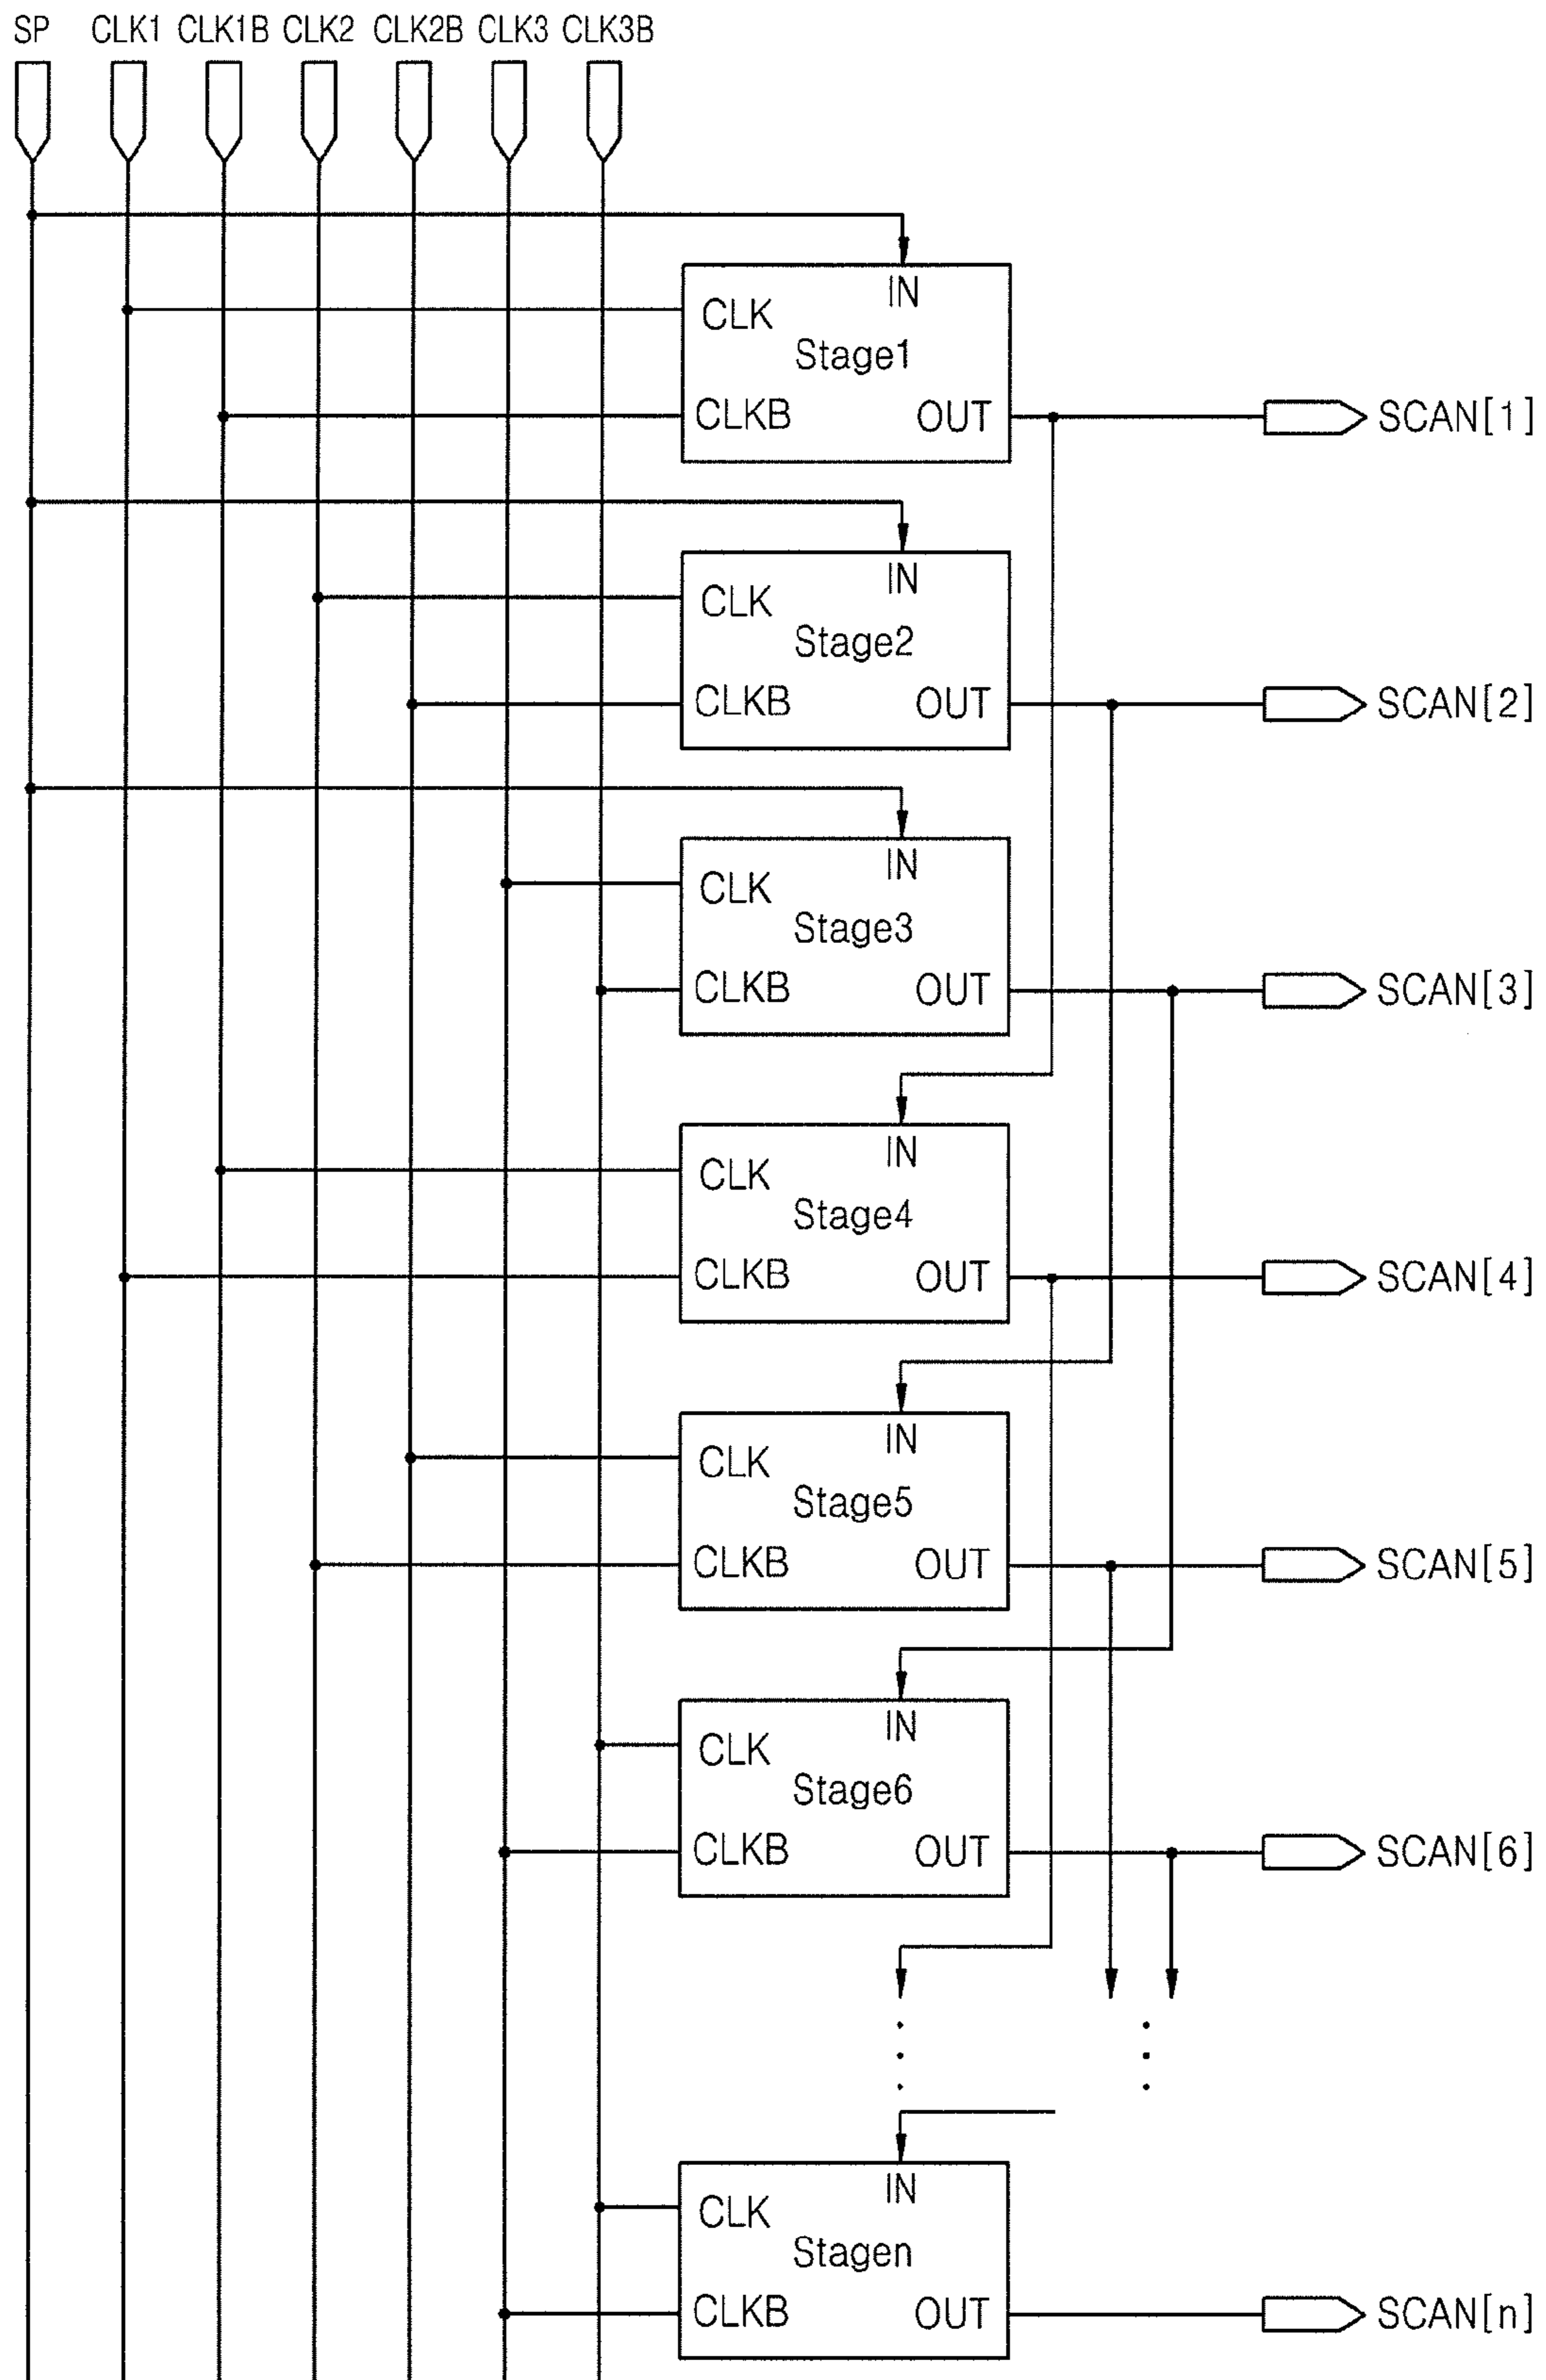 SP CLK1 CLK1B CLK2 CLK2B CLK3 CLK3B
IN
CLK
Stage1
CLKB OUT SCAN[1]
IN
CLK
Stage2
CLKB OUT SCAN[2]
IN
CLK
Stage3
CLKB OUT SCAN[3]
IN
CLK
Stage4
CLKB OUT SCAN[4]
IN
CLK
Stage5
CLKB OUT SCAN[5]
IN
CLK
Stage6
CLKB OUT SCAN[6]
IN
CLK
Stagen
CLKB OUT SCAN[n]